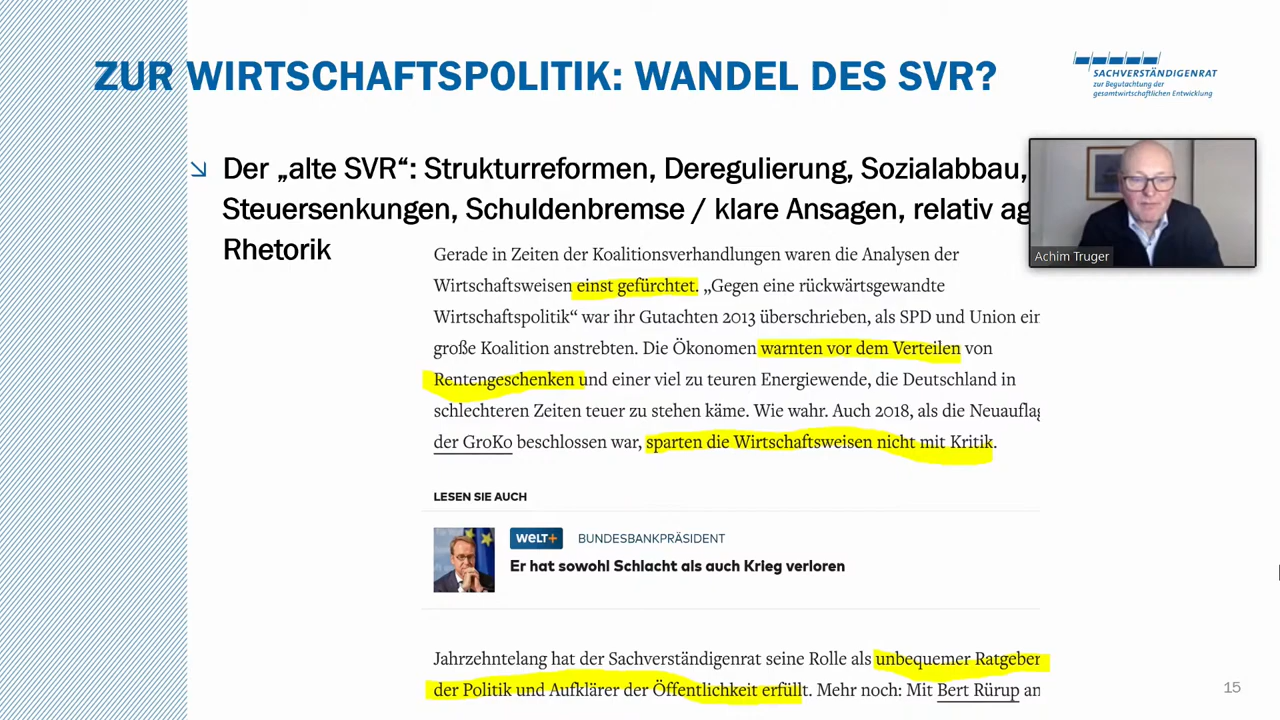 ZUR WIRTSCHAFTSPOLITIK: WANDEL DES SVR?
SACHVERSTÄNDIGENRAT
zur Begutachtung der
gesamtwirtschaftlichen Entwicklung
Der „alte SVR“: Strukturreformen, Deregulierung, Sozialabbau,
Steuersenkungen, Schuldenbremse / klare Ansagen, relativ ag
Rhetorik
Achim Truger
Gerade in Zeiten der Koalitionsverhandlungen waren die Analysen der
Wirtschaftsweisen einst gefürchtet. „Gegen eine rückwärtsgewandte
Wirtschaftspolitik“ war ihr Gutachten 2013 überschrieben, als SPD und Union ein
große Koalition anstrebten. Die Ökonomen warnten vor dem Verteilen von
Rentengeschenken und einer viel zu teuren Energiewende, die Deutschland in
schlechteren Zeiten teuer zu stehen käme. Wie wahr. Auch 2018, als die Neuauflag
der GroKo beschlossen war, sparten die Wirtschaftsweisen nicht mit Kritik.
LESEN SIE AUCH
WELT+ BUNDESBANKPRÄSIDENT
Er hat sowohl Schlacht als auch Krieg verloren
Jahrzehntelang hat der Sachverständigenrat seine Rolle als unbequemer Ratgeber
der Politik und Aufklärer der Öffentlichkeit erfüllt. Mehr noch: Mit Bert Rürup an
15